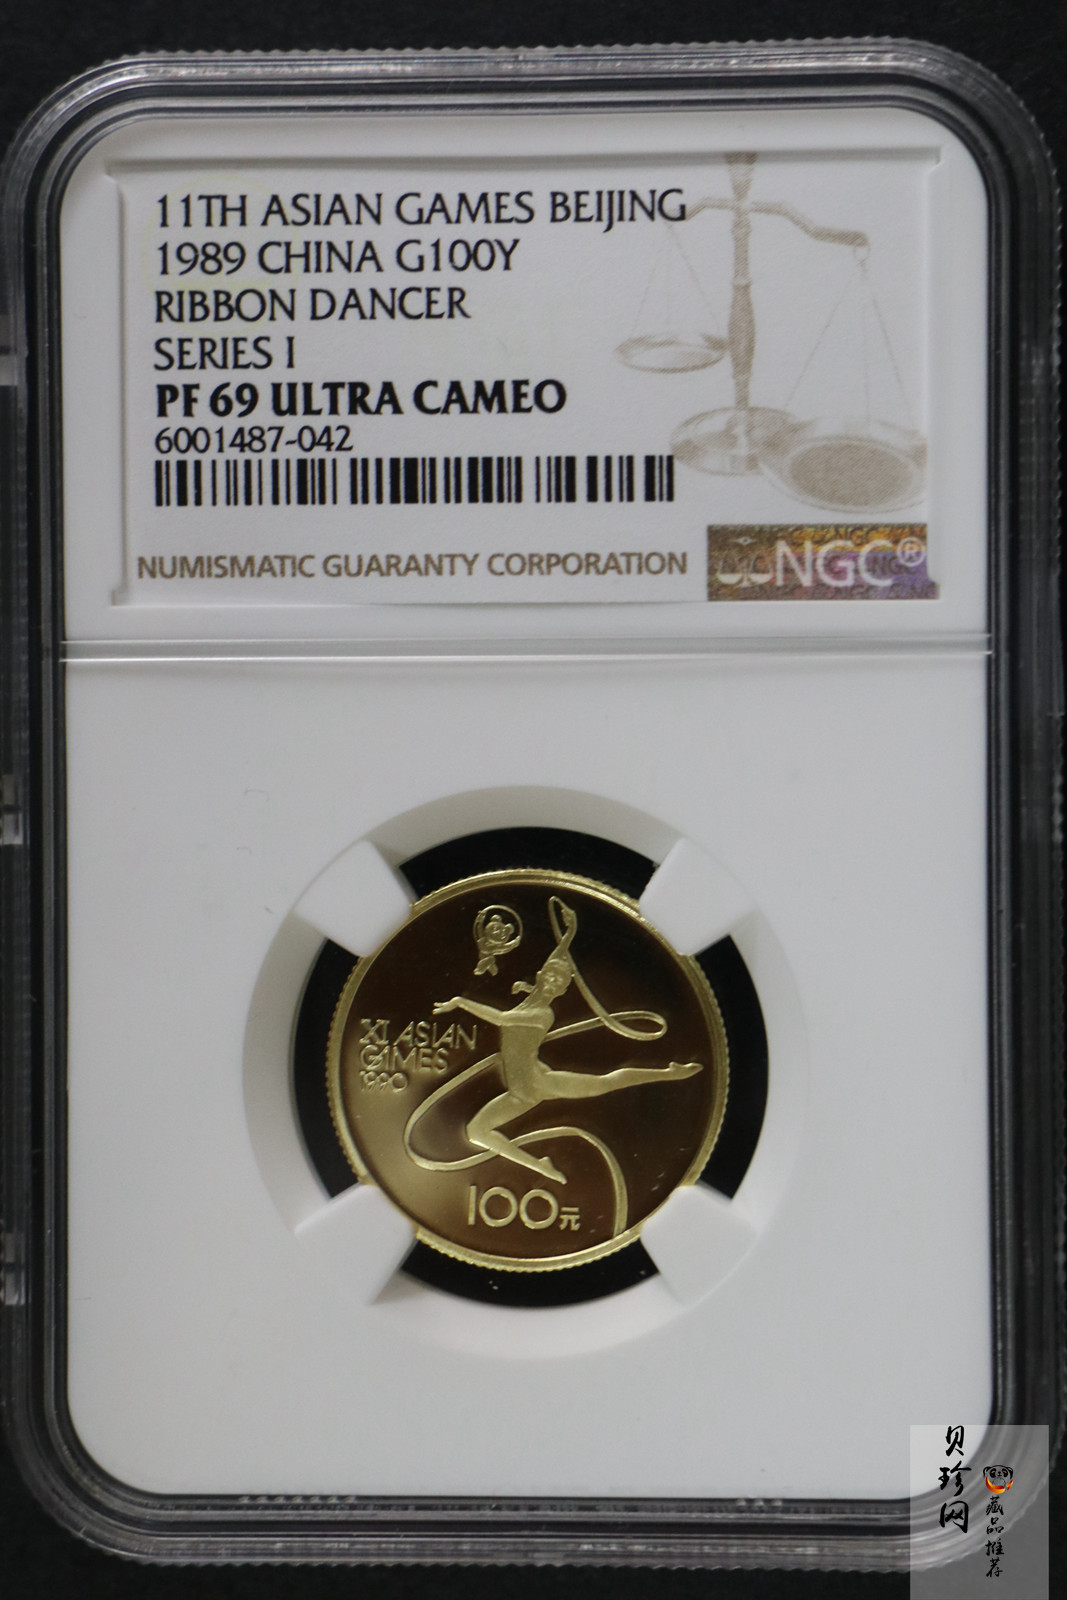 11TH ASIAN GAMES BEIJING
1989 CHINA G100Y
RIBBON DANCER
SERIES I
PF 69 ULTRA CAMEO
6001487-042
NUMISMATIC GUARANTY CORPORATION
NGC®
XI ASIAN
GAMES
1990
100元
贝珍网
藏品推荐